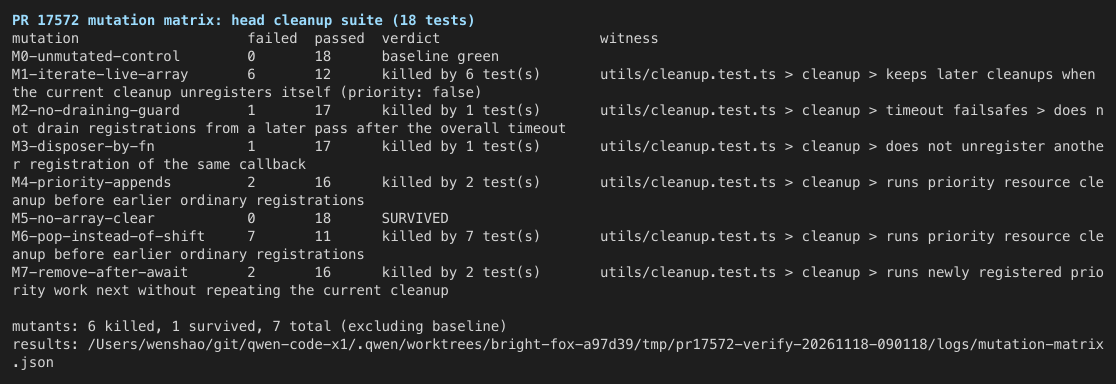 PR 17572 mutation matrix: head cleanup suite (18 tests)
mutation failed passed verdict witness
M0-unmutated-control 0 18 baseline green
M1-iterate-live-array 6 12 killed by 6 test(s) utils/cleanup.test.ts > cleanup > keeps later cleanups when
the current cleanup unregisters itself (priority: false)
M2-no-draining-guard 1 17 killed by 1 test(s) utils/cleanup.test.ts > cleanup > timeout failsafes > does n
ot drain registrations from a later pass after the overall timeout
M3-disposer-by-fn 1 17 killed by 1 test(s) utils/cleanup.test.ts > cleanup > does not unregister anothe
r registration of the same callback
M4-priority-appends 2 16 killed by 2 test(s) utils/cleanup.test.ts > cleanup > runs priority resource cle
anup before earlier ordinary registrations
M5-no-array-clear 0 18 SURVIVED
M6-pop-instead-of-shift 7 11 killed by 7 test(s) utils/cleanup.test.ts > cleanup > runs priority resource cle
anup before earlier ordinary registrations
M7-remove-after-await 2 16 killed by 2 test(s) utils/cleanup.test.ts > cleanup > runs newly registered prio
rity work next without repeating the current cleanup
mutants: 6 killed, 1 survived, 7 total (excluding baseline)
results: /Users/wenshao/git/qwen-code-x1/.qwen/worktrees/bright-fox-a97d39/tmp/pr17572-verify-20261118-090118/logs/mutation-matrix
.json